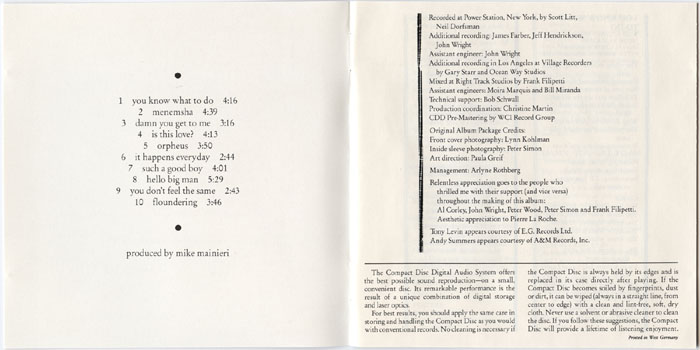 1 you know what to do 4:16
2 menemsha 4:39
3 damn you get to me 3:16
4 is this love? 4:13
5 orpheus 3:50
6 it happens everyday 2:44
7 such a good boy 4:01
8 hello big man 5:29
9 you don't feel the same 2:43
10 floundering 3:46
produced by mike mainieri
Recorded at Power Station, New York, by Scott Litt,
Neil Dorfsman
Additional recording: James Farber, Jeff Hendrickson,
John Wright
Assistant engineer: John Wright
Additional recording in Los Angeles at Village Recorders
by Gary Starr and Ocean Way Studios
Mixed at Right Track Studios by Frank Filipetti
Assistant engineers: Moira Marquis and Bill Miranda
Technical support: Bob Schwall
Production coordination: Christine Martin
CDD Pre-Mastering by WCI Record Group
Original Album Package Credits:
Front cover photography: Lynn Kohlman
Inside sleeve photography: Peter Simon
Art direction: Paula Greif
Management: Arlyne Rothberg
Relentless appreciation goes to the people who
thrilled me with their support (and vice versa)
throughout the making of this album:
Al Corley, John Wright, Peter Wood, Peter Simon and Frank Filipetti.
Aesthetic appreciation to Pierre La Roche.
Tony Levin appears courtesy of E.G. Records Ltd.
Andy Summers appears courtesy of A&M Records, Inc.
The Compact Disc Digital Audio System offers
the best possible sound reproduction—on a small,
convenient disc. Its remarkable performance is the
result of a unique combination of digital storage
and laser optics.
For best results, you should apply the same care in
storing and handling the Compact Disc as you would
with conventional records. No cleaning is necessary if
the Compact Disc is always held by its edges and is
replaced in its case directly after playing. If the
Compact Disc becomes soiled by fingerprints, dust
or dirt, it can be wiped (always in a straight line, from
center to edge) with a clean and lint-free, soft, dry
cloth. Never use a solvent or abrasive cleaner to clean
the disc. If you follow these suggestions, the Compact
Disc will provide a lifetime of listening enjoyment.
Printed in West Germany